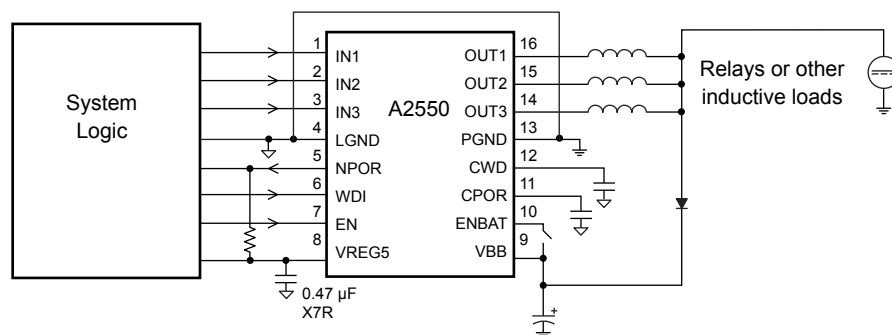 System
Logic
A2550
1
IN1
2
IN2
3
IN3
4
LGND
5
NPOR
6
WDI
7
EN
8
VREG5
16
OUT1
15
OUT2
14
OUT3
13
PGND
12
CWD
11
CPOR
10
ENBAT
9
VBB
Relays or other
inductive loads
0.47 µF
X7R
+